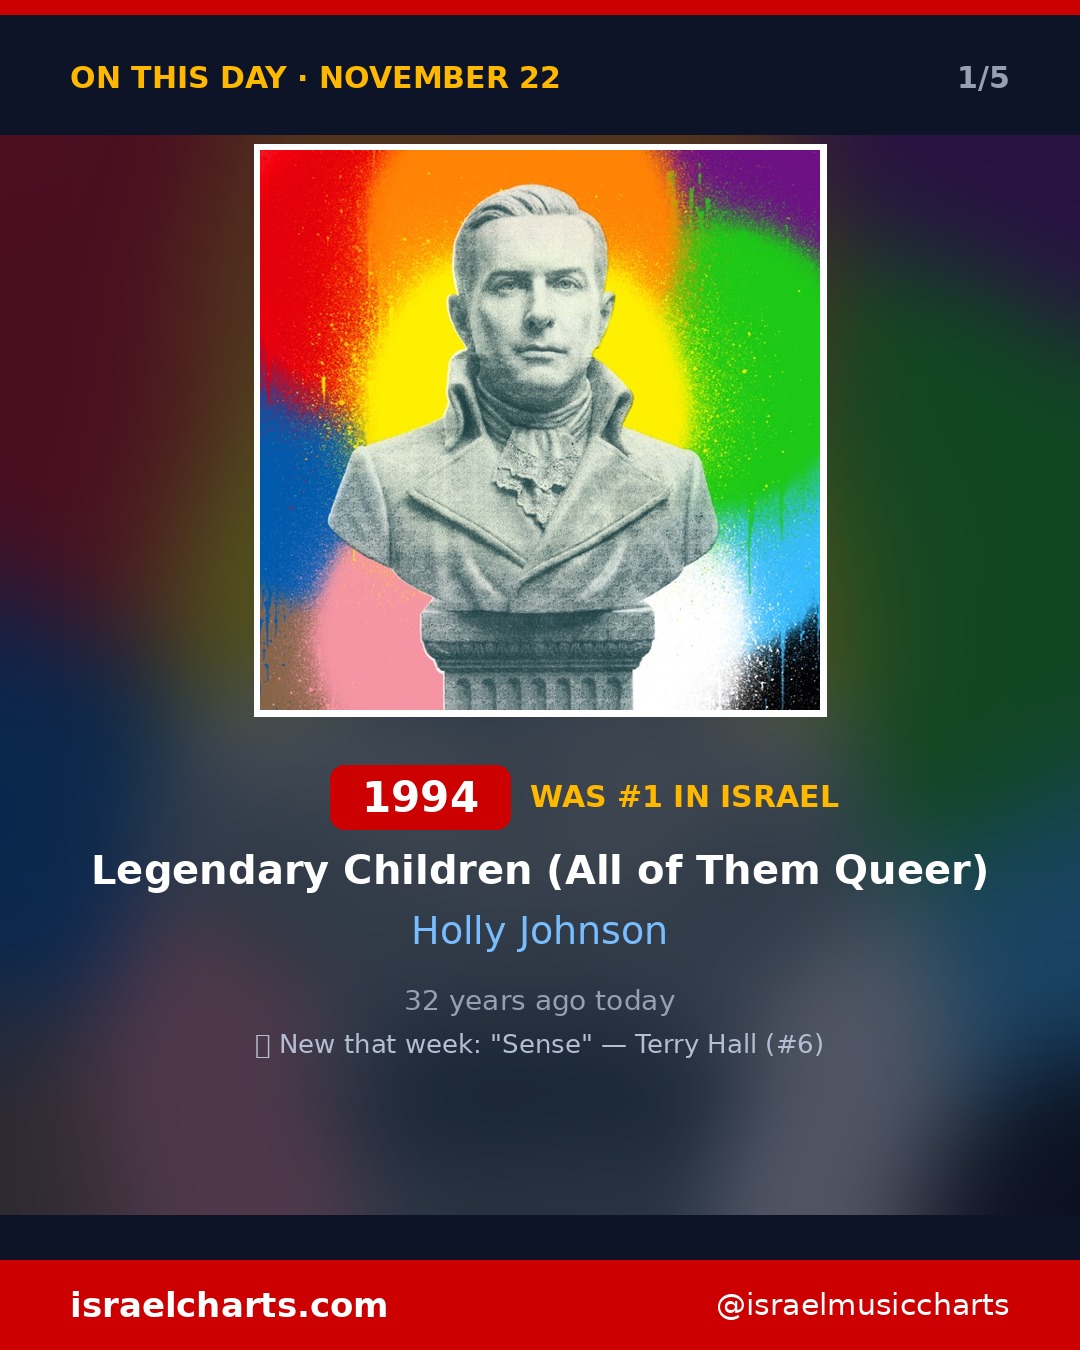 ON THIS DAY · NOVEMBER 22
1/5
1994
WAS #1 IN ISRAEL
Legendary Children (All of Them Queer)
Holly Johnson
32 years ago today
New that week: "Sense" — Terry Hall (#6)
israelcharts.com
@israelmusiccharts